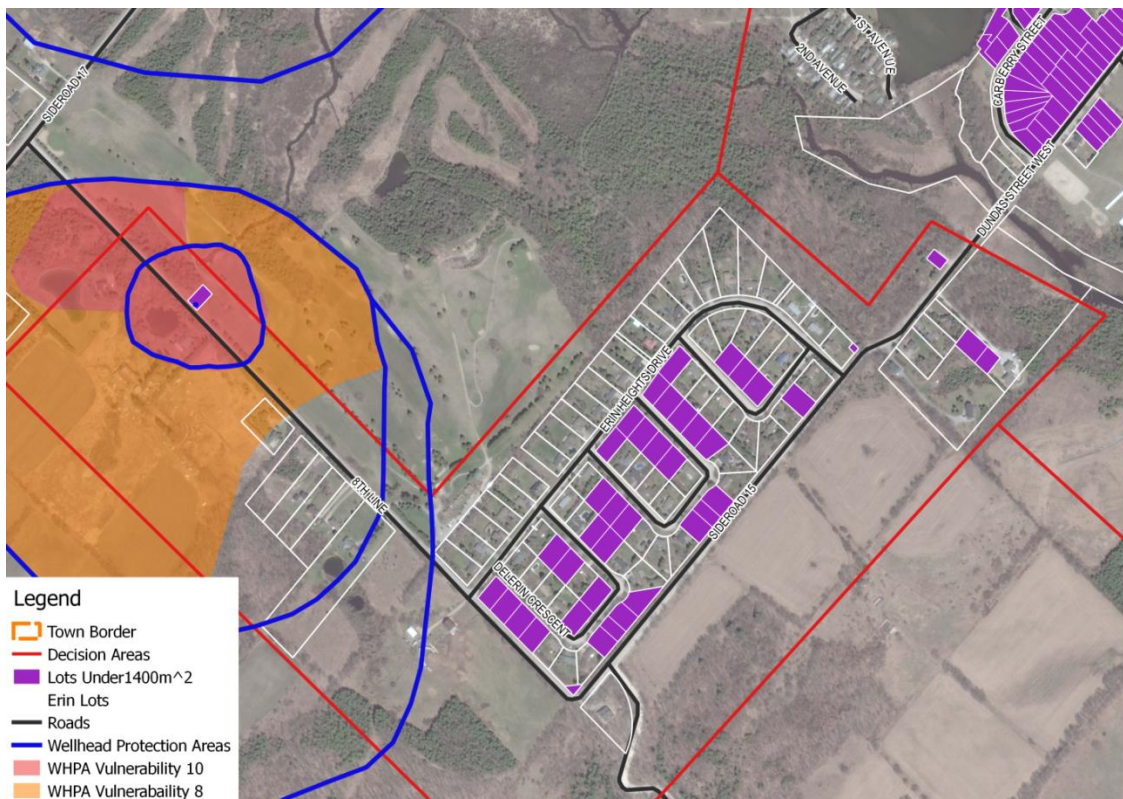 1ST AVENUE
2ND AVENUE
CARBERRY STREET
SIDEROAD 17
DUNDAS STREET WEST
ERIN HEIGHTS DRIVE
8TH LINE
SIDEROAD 15
DELERIN CRESCENT
Legend
Town Border
Decision Areas
Lots Under1400m^2
Erin Lots
Roads
Wellhead Protection Areas
WHPA Vulnerability 10
WHPA Vulnerabaility 8